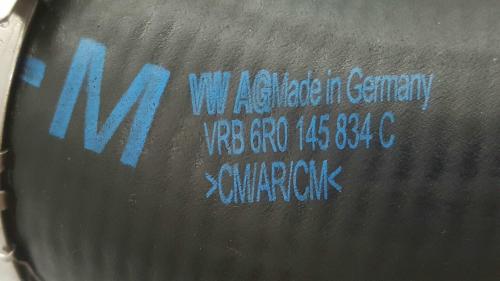 -M
VW AG Made in Germany
VRB 6R0 145 834 C
>CM/AR/CM<